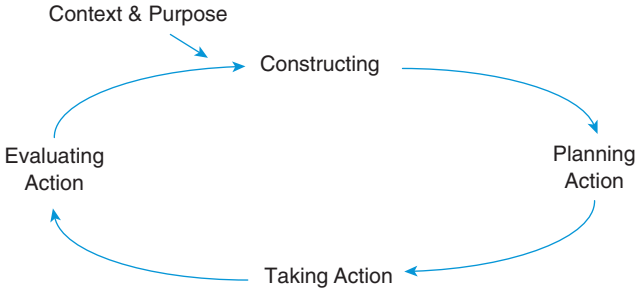 Context & Purpose
Constructing
Evaluating
Action
Planning
Action
Taking Action